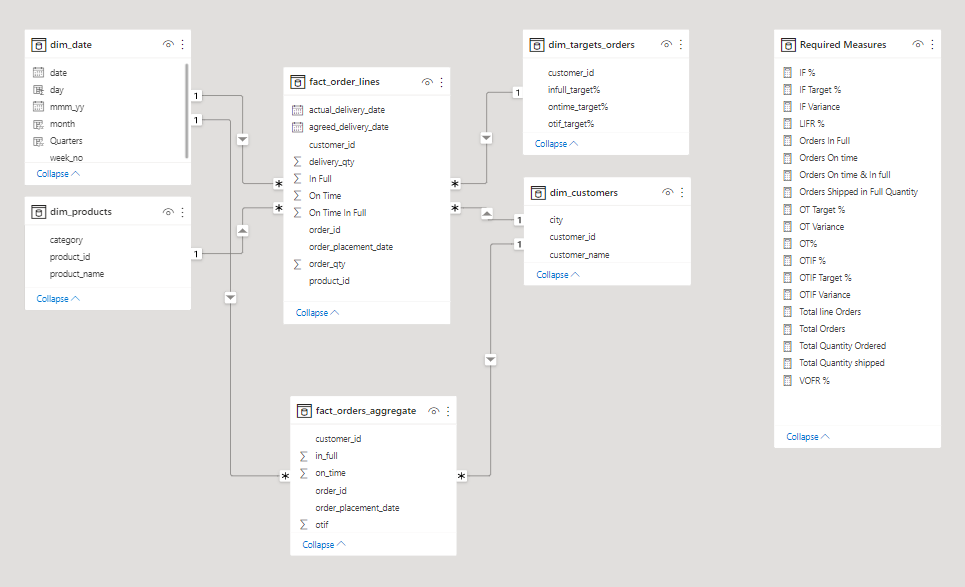 dim_date
date
day
mmm_yy
month
Quarters
week_no
Collapse
dim_products
category
product_id
product_name
Collapse
1
1
1
fact_order_lines
actual_delivery_date
agreed_delivery_date
customer_id
delivery_qty
In Full
On Time
On Time In Full
order_id
order_placement_date
order_qty
product_id
Collapse
*
*
*
*
fact_orders_aggregate
customer_id
in_full
on_time
order_id
order_placement_date
otif
Collapse
*
*
dim_targets_orders
customer_id
infull_target%
ontime_target%
otif_target%
Collapse
1
dim_customers
city
customer_id
customer_name
Collapse
1
1
Required Measures
IF %
IF Target %
IF Variance
LIFR %
Orders In Full
Orders On time
Orders On time & In full
Orders Shipped in Full Quantity
OT Target %
OT Variance
OT%
OTIF %
OTIF Target %
OTIF Variance
Total line Orders
Total Orders
Total Quantity Ordered
Total Quantity shipped
VOFR %
Collapse